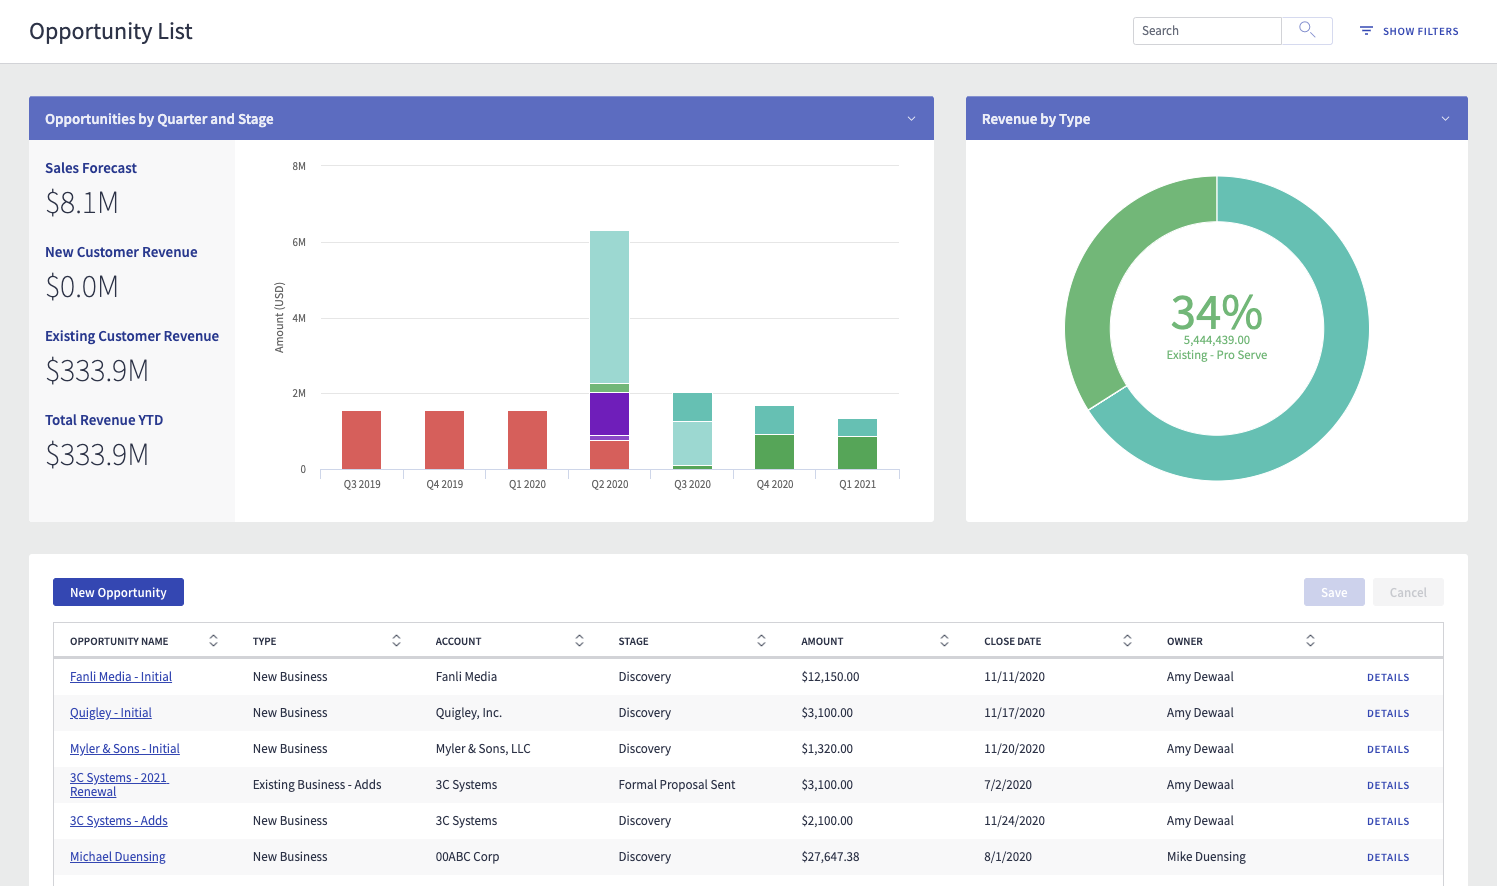 Opportunity List
Search
SHOW FILTERS
Opportunities by Quarter and Stage
Revenue by Type
Sales Forecast
$8.1M
New Customer Revenue
$0.0M
Existing Customer Revenue
$333.9M
Total Revenue YTD
$333.9M
Amount (USD)
8M
6M
4M
2M
0
Q3 2019 Q4 2019 Q1 2020 Q2 2020 Q3 2020 Q4 2020 Q1 2021
34%
5,444,439.00
Existing - Pro Serve
New Opportunity
Save Cancel
OPPORTUNITY NAME TYPE ACCOUNT STAGE AMOUNT CLOSE DATE OWNER
Fanli Media - Initial New Business Fanli Media Discovery $12,150.00 11/11/2020 Amy Dewaal DETAILS
Quigley - Initial New Business Quigley, Inc. Discovery $3,100.00 11/17/2020 Amy Dewaal DETAILS
Myler & Sons - Initial New Business Myler & Sons, LLC Discovery $1,320.00 11/20/2020 Amy Dewaal DETAILS
3C Systems - 2021
Renewal
Existing Business - Adds 3C Systems Formal Proposal Sent $3,100.00 7/2/2020 Amy Dewaal DETAILS
3C Systems - Adds New Business 3C Systems Discovery $2,100.00 11/24/2020 Amy Dewaal DETAILS
Michael Duensing New Business 00ABC Corp Discovery $27,647.38 8/1/2020 Mike Duensing DETAILS